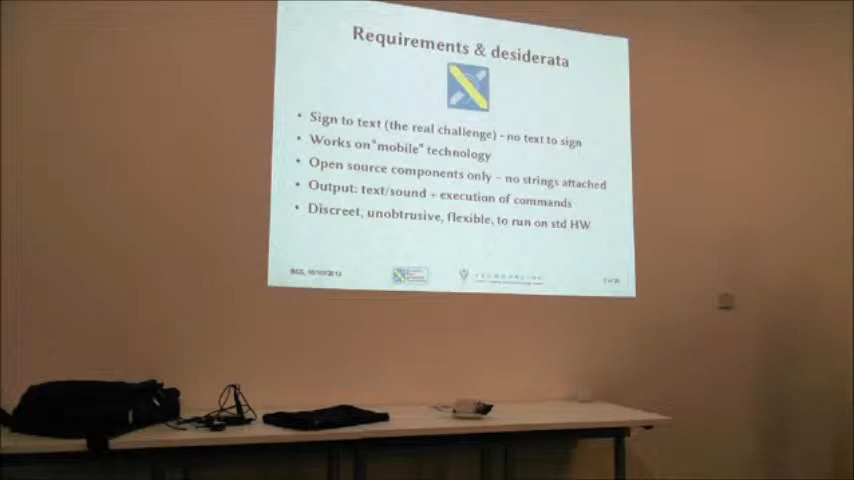 Requirements & desiderata
• Sign to text (the real challenge) - no text to sign
• Works on "mobile" technology
• Open source components only - no strings attached
• Output: text/sound + execution of commands
• Discreet, unobtrusive, flexible, to run on std HW